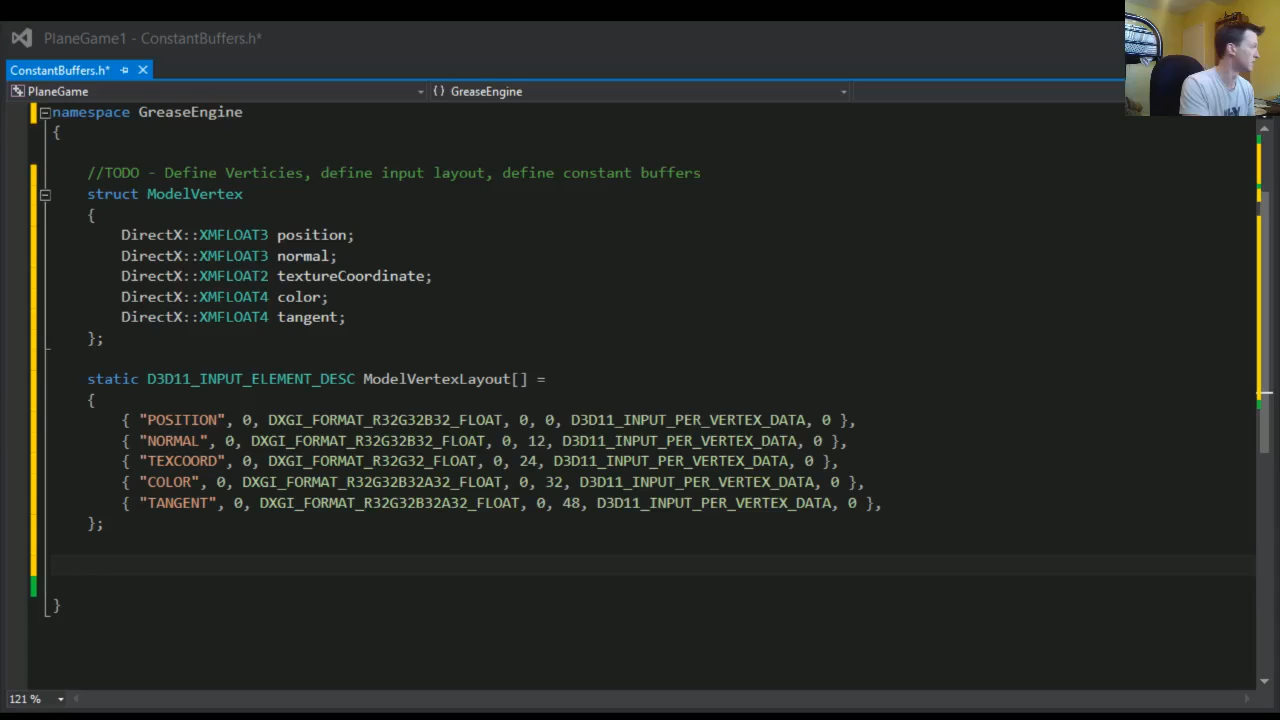 PlaneGame1 - ConstantBuffers.h*
ConstantBuffers.h*
PlaneGame
{} GreaseEngine
namespace GreaseEngine
{
//TODO - Define Verticies, define input layout, define constant buffers
struct ModelVertex
{
DirectX::XMFLOAT3 position;
DirectX::XMFLOAT3 normal;
DirectX::XMFLOAT2 textureCoordinate;
DirectX::XMFLOAT4 color;
DirectX::XMFLOAT4 tangent;
};
static D3D11_INPUT_ELEMENT_DESC ModelVertexLayout[] =
{
{ "POSITION", 0, DXGI_FORMAT_R32G32B32_FLOAT, 0, 0, D3D11_INPUT_PER_VERTEX_DATA, 0 },
{ "NORMAL", 0, DXGI_FORMAT_R32G32B32_FLOAT, 0, 12, D3D11_INPUT_PER_VERTEX_DATA, 0 },
{ "TEXCOORD", 0, DXGI_FORMAT_R32G32_FLOAT, 0, 24, D3D11_INPUT_PER_VERTEX_DATA, 0 },
{ "COLOR", 0, DXGI_FORMAT_R32G32B32A32_FLOAT, 0, 32, D3D11_INPUT_PER_VERTEX_DATA, 0 },
{ "TANGENT", 0, DXGI_FORMAT_R32G32B32A32_FLOAT, 0, 48, D3D11_INPUT_PER_VERTEX_DATA, 0 },
};
}
121 %